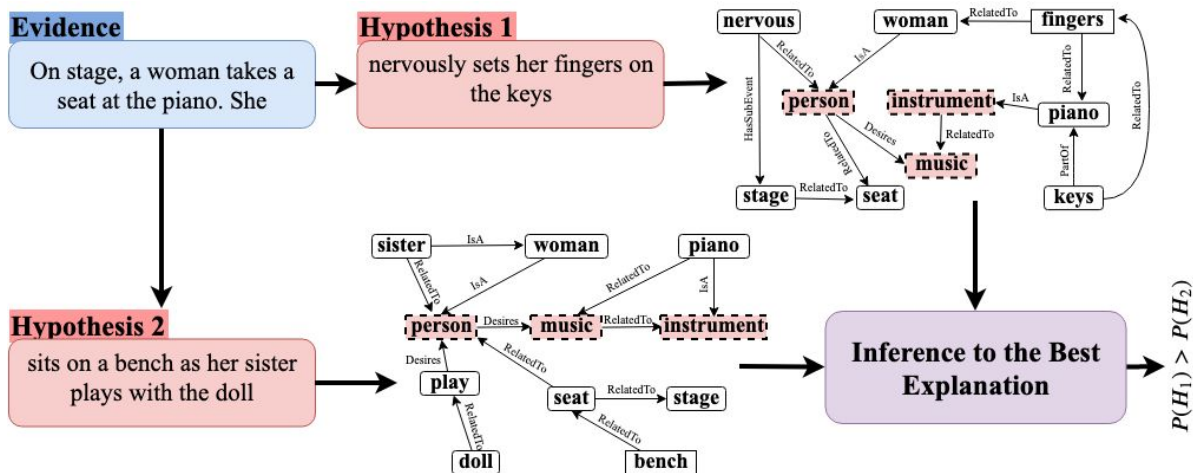 Evidence
On stage, a woman takes a
seat at the piano. She
Hypothesis 1
nervously sets her fingers on
the keys
nervous
woman
RelatedTo
fingers
RelatedTo
IsA
RelatedTo
RelatedTo
person
instrument
IsA
piano
HasSubEvent
Desires
RelatedTo
RelatedTo
music
PartOf
stage
RelatedTo
seat
keys
Hypothesis 2
sits on a bench as her sister
plays with the doll
sister
IsA
woman
piano
RelatedTo
IsA
RelatedTo
IsA
person
Desires
music
RelatedTo
instrument
Desires
RelatedTo
play
seat
RelatedTo
stage
RelatedTo
RelatedTo
doll
bench
Inference to the Best
Explanation
P(H1) > P(H2)